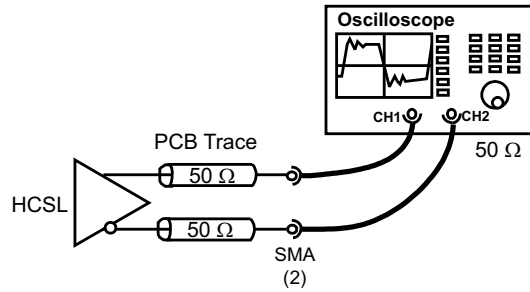 Oscilloscope
CH1
CH2
PCB Trace
50 Ω
50 Ω
HCSL
50 Ω
SMA
(2)